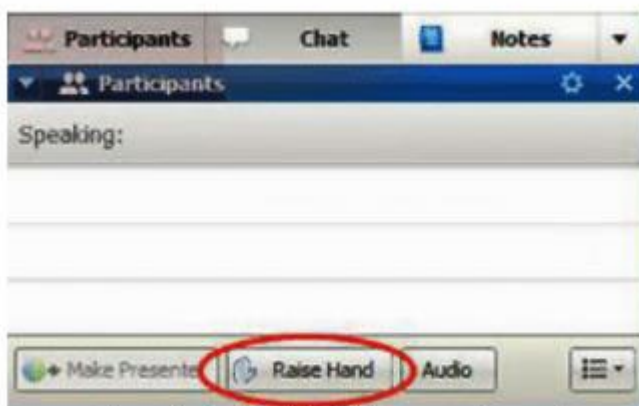 Participants Chat Notes
Participants
Speaking:
Make Presente Raise Hand Audio